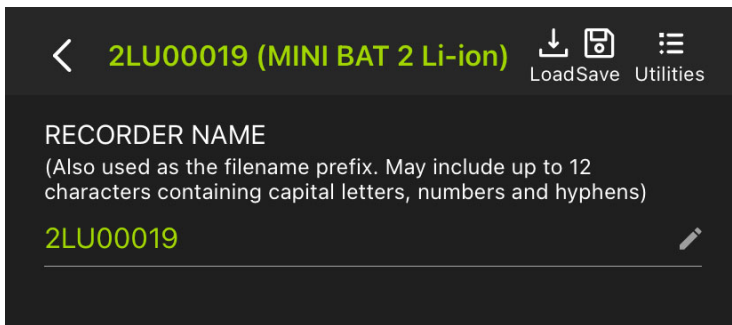 2LU00019 (MINI BAT 2 Li-ion)
Load Save Utilities
RECORDER NAME
(Also used as the filename prefix. May include up to 12
characters containing capital letters, numbers and hyphens)
2LU00019